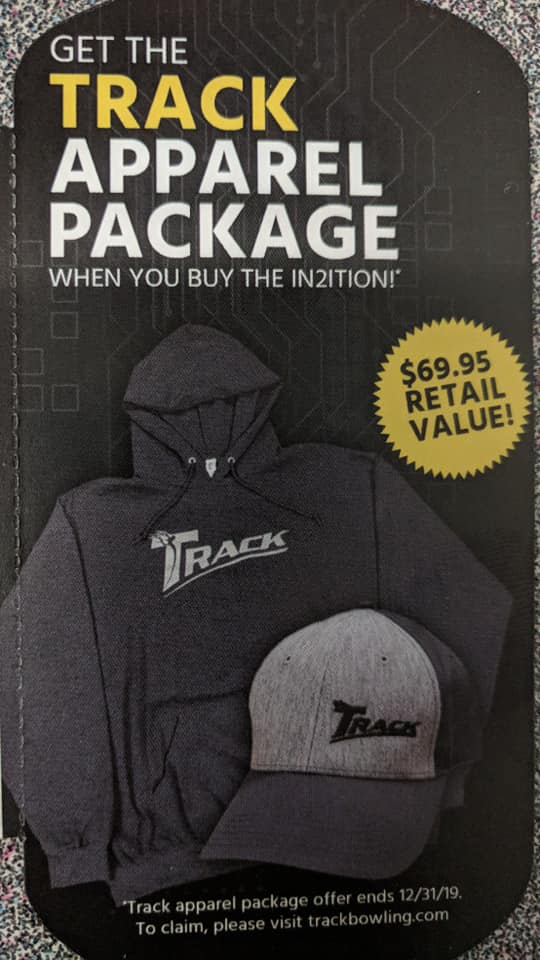 GET THE
TRACK
APPAREL
PACKAGE
WHEN YOU BUY THE IN2ITION!*
$69.95
RETAIL
VALUE!
TRACK
TRACK
*Track apparel package offer ends 12/31/19.
To claim, please visit trackbowling.com